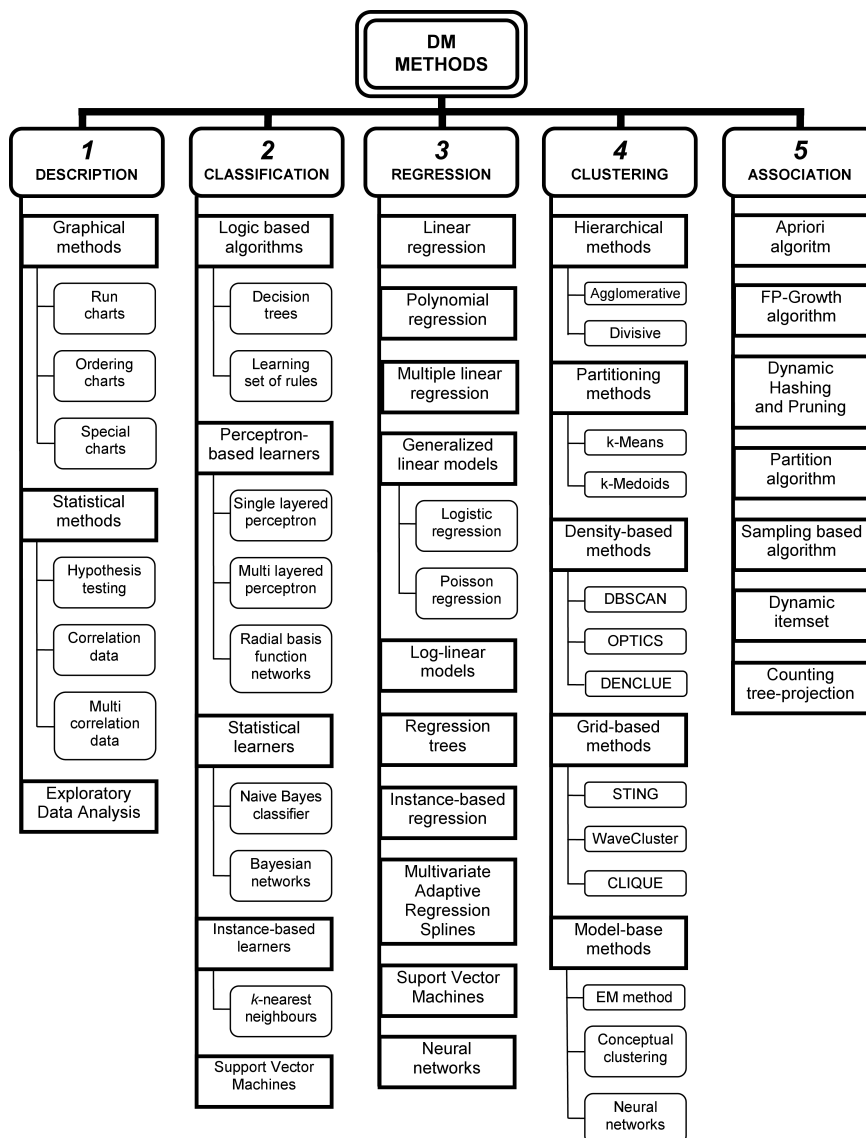 DM
METHODS
1
DESCRIPTION
Graphical
methods
Run
charts
Ordering
charts
Special
charts
Statistical
methods
Hypothesis
testing
Correlation
data
Multi
correlation
data
Exploratory
Data Analysis
2
CLASSIFICATION
Logic based
algorithms
Decision
trees
Learning
set of rules
Perceptron-
based learners
Single layered
perceptron
Multi layered
perceptron
Radial basis
function
networks
Statistical
learners
Naive Bayes
classifier
Bayesian
networks
Instance-based
learners
k-nearest
neighbours
Support Vector
Machines
3
REGRESSION
Linear
regression
Polynomial
regression
Multiple linear
regression
Generalized
linear models
Logistic
regression
Poisson
regression
Log-linear
models
Regression
trees
Instance-based
regression
Multivariate
Adaptive
Regression
Splines
Suport Vector
Machines
Neural
networks
4
CLUSTERING
Hierarchical
methods
Agglomerative
Divisive
Partitioning
methods
k-Means
k-Medoids
Density-based
methods
DBSCAN
OPTICS
DENCLUE
Grid-based
methods
STING
WaveCluster
CLIQUE
Model-base
methods
EM method
Conceptual
clustering
Neural
networks
5
ASSOCIATION
Apriori
algoritm
FP-Growth
algorithm
Dynamic
Hashing
and Pruning
Partition
algorithm
Sampling based
algorithm
Dynamic
itemset
Counting
tree-projection